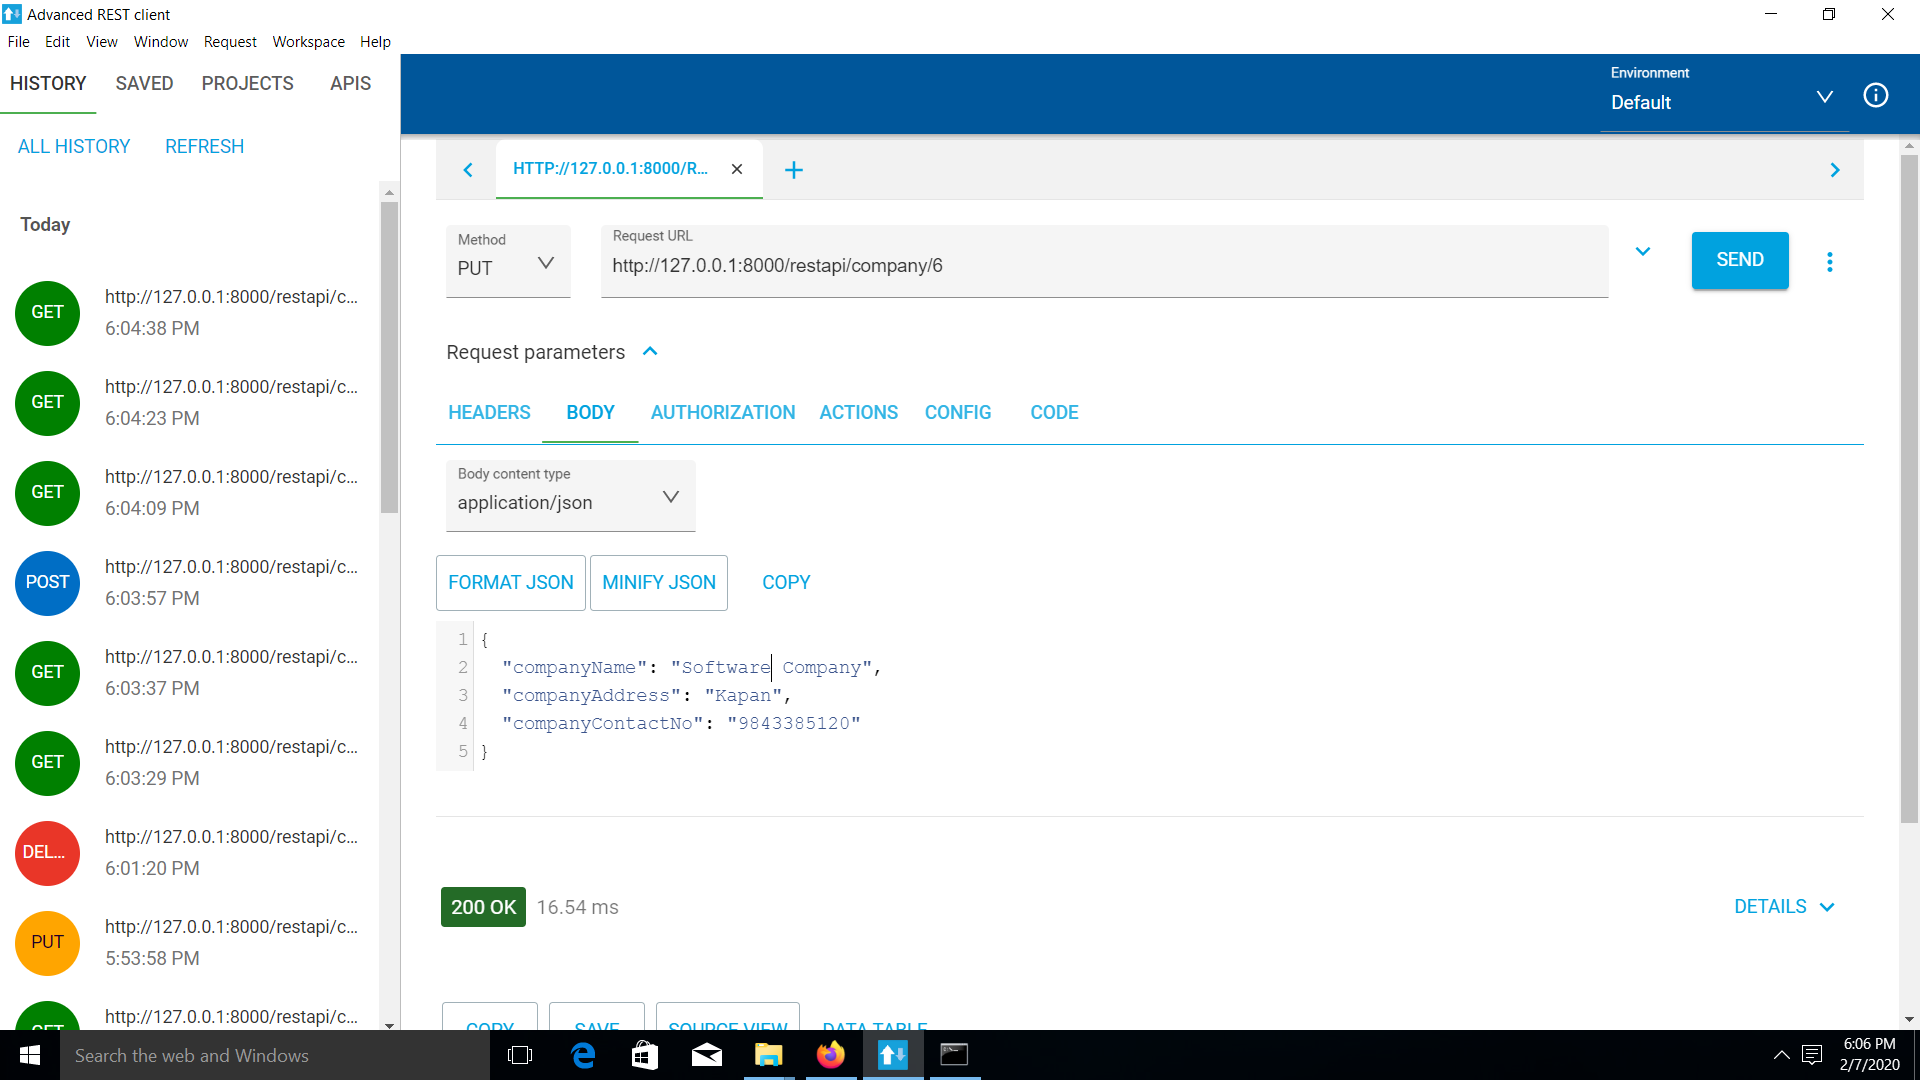 Advanced REST client
File Edit View Window Request Workspace Help
HISTORY SAVED PROJECTS APIS
Environment
Default
ALL HISTORY REFRESH
HTTP://127.0.0.1:8000/R...
Today
Method
PUT
Request URL
http://127.0.0.1:8000/restapi/company/6
SEND
GET
http://127.0.0.1:8000/restapi/c...
6:04:38 PM
GET
http://127.0.0.1:8000/restapi/c...
6:04:23 PM
GET
http://127.0.0.1:8000/restapi/c...
6:04:09 PM
POST
http://127.0.0.1:8000/restapi/c...
6:03:57 PM
GET
http://127.0.0.1:8000/restapi/c...
6:03:37 PM
GET
http://127.0.0.1:8000/restapi/c...
6:03:29 PM
DEL...
http://127.0.0.1:8000/restapi/c...
6:01:20 PM
PUT
http://127.0.0.1:8000/restapi/c...
5:53:58 PM
GET
http://127.0.0.1:8000/restapi/c...
Request parameters
HEADERS BODY AUTHORIZATION ACTIONS CONFIG CODE
Body content type
application/json
FORMAT JSON MINIFY JSON COPY
1 {
2 "companyName": "Software Company",
3 "companyAddress": "Kapan",
4 "companyContactNo": "9843385120"
5 }
200 OK 16.54 ms
DETAILS
COPY SAVE SOURCE VIEW DATA TABLE
Search the web and Windows
6:06 PM
2/7/2020